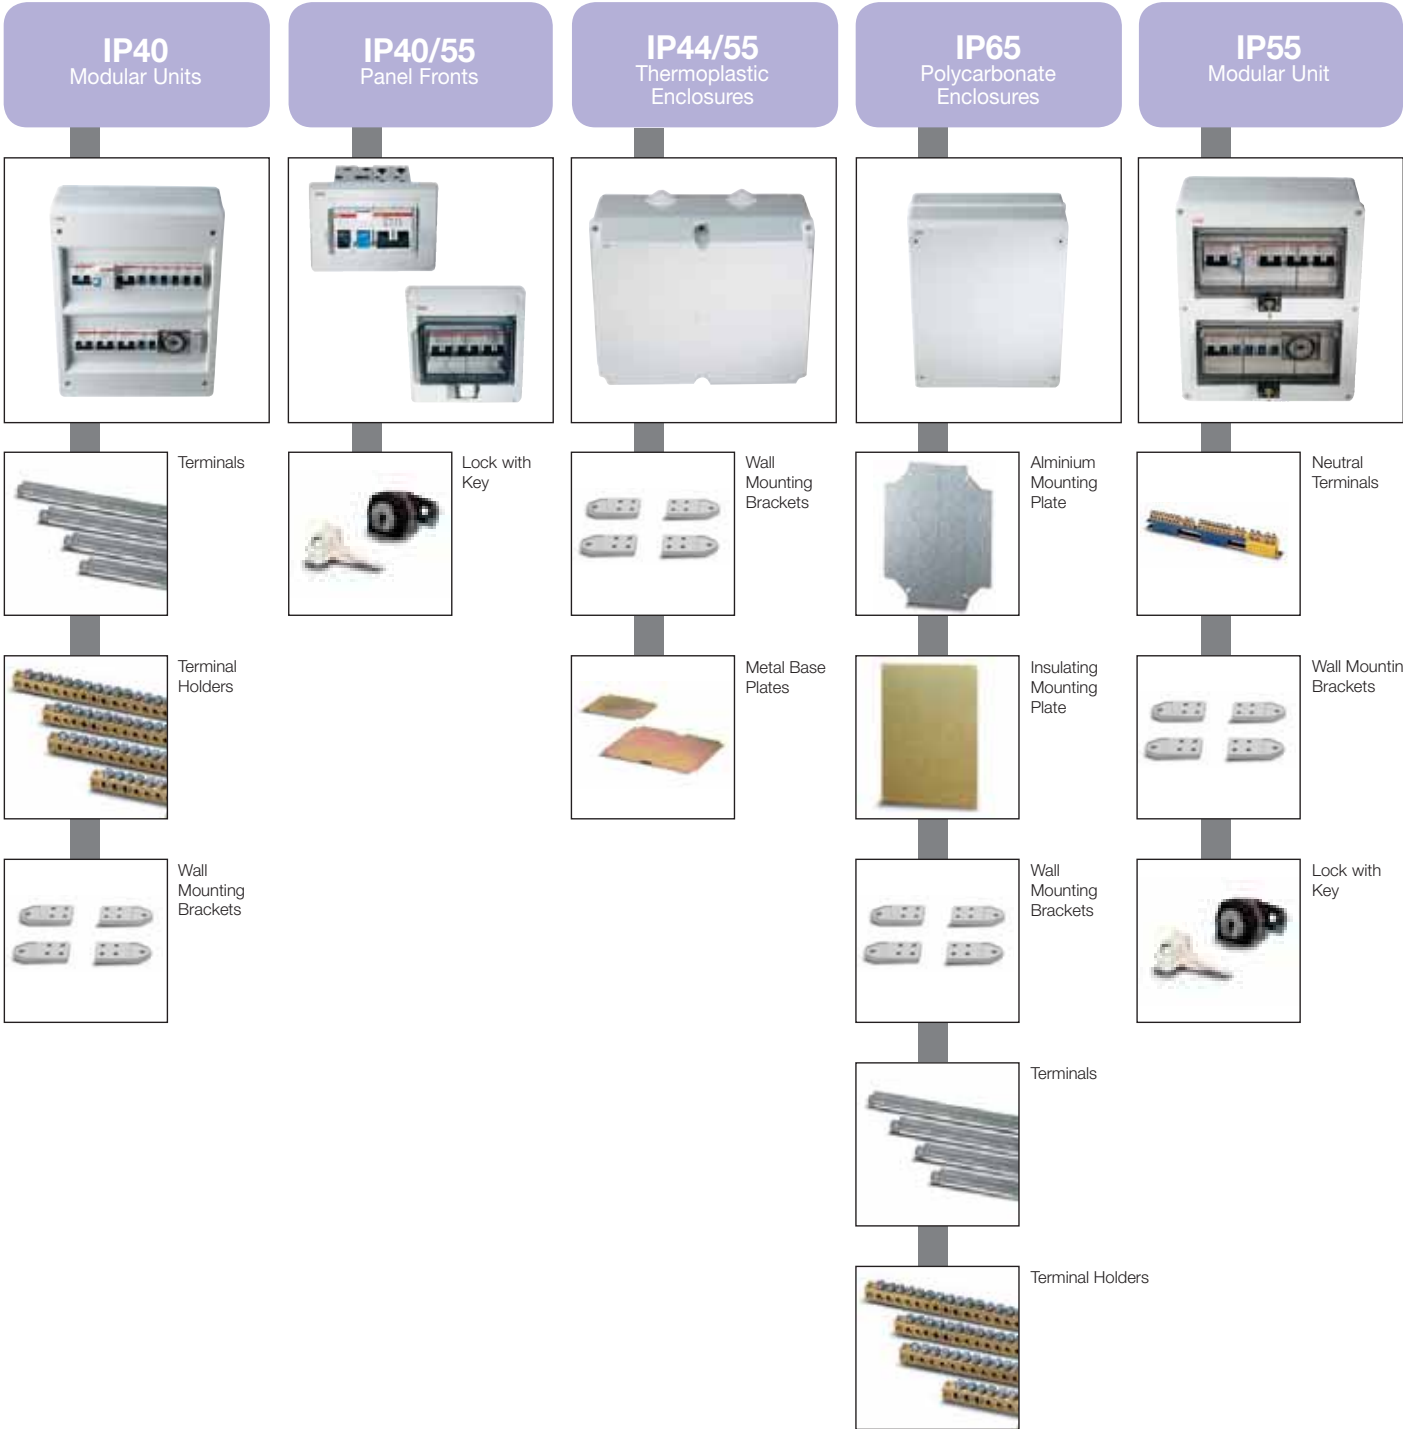 IP40
Modular Units
IP40/55
Panel Fronts
IP44/55
Thermoplastic
Enclosures
IP65
Polycarbonate
Enclosures
IP55
Modular Unit
Terminals
Terminal
Holders
Wall
Mounting
Brackets
Lock with
Key
Wall
Mounting
Brackets
Metal Base
Plates
Alminium
Mounting
Plate
Insulating
Mounting
Plate
Wall
Mounting
Brackets
Terminals
Terminal Holders
Neutral
Terminals
Wall Mountin
Brackets
Lock with
Key